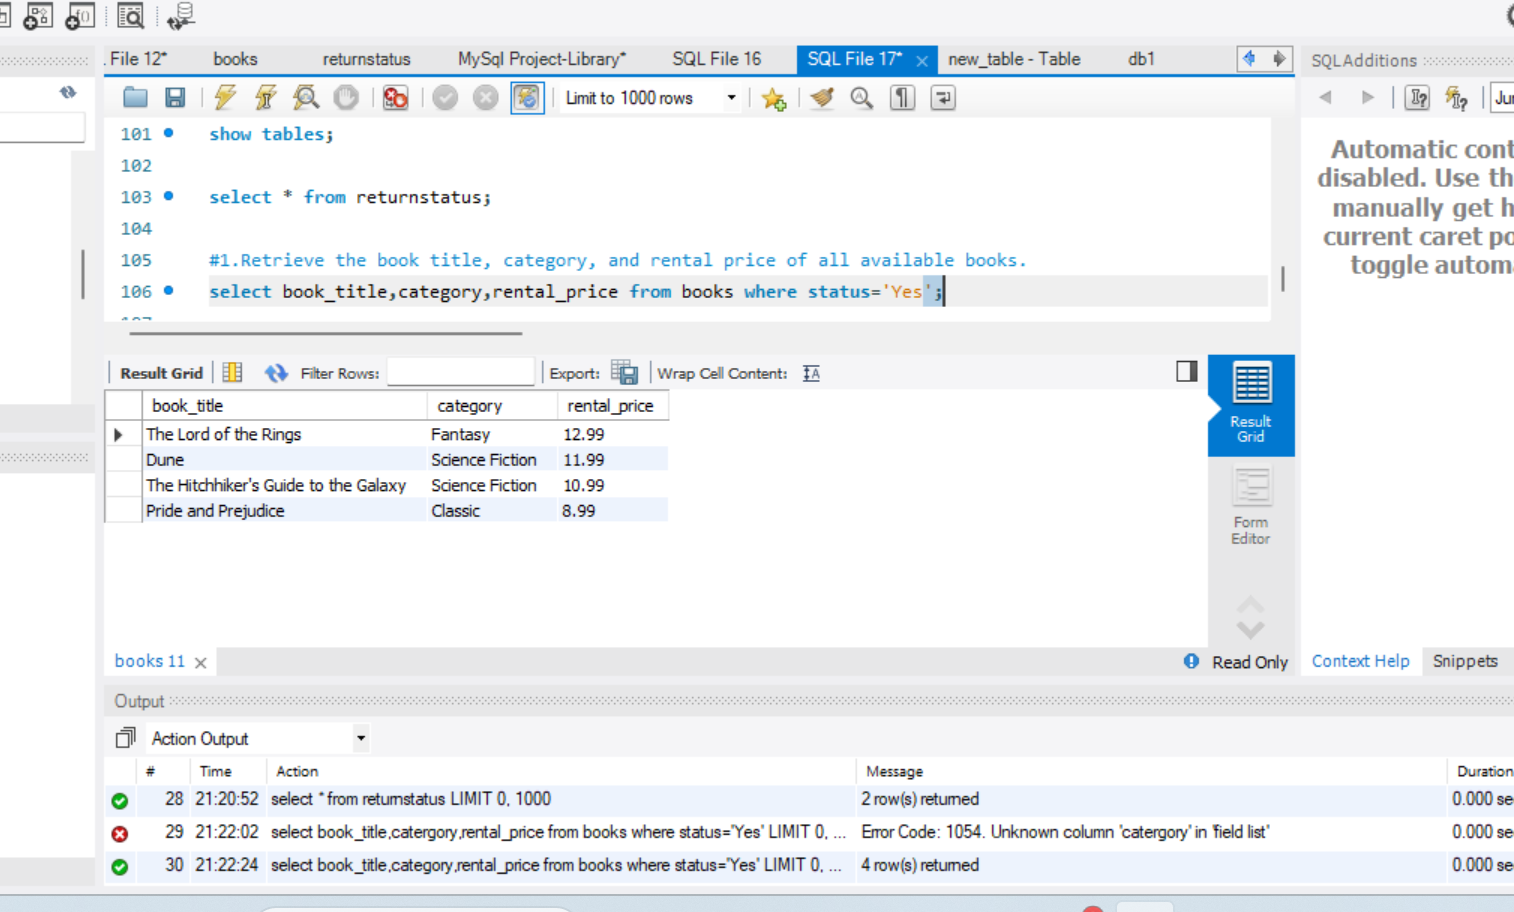 File 12*
books
returnstatus
MySql Project-Library*
SQL File 16
SQL File 17*
new_table - Table
db1
SQLAdditions
Limit to 1000 rows
101 show tables;
102
103 select * from returnstatus;
104
105 #1.Retrieve the book title, category, and rental_price of all available books.
106 select book_title,category,rental_price from books where status='Yes';
Automatic cont
disabled. Use th
manually get h
current caret po
toggle autom
Result Grid
Filter Rows:
Export:
Wrap Cell Content:
book_title category rental_price
The Lord of the Rings Fantasy 12.99
Dune Science Fiction 11.99
The Hitchhiker's Guide to the Galaxy Science Fiction 10.99
Pride and Prejudice Classic 8.99
Result
Grid
Form
Editor
books 11
Read Only
Context Help
Snippets
Output
Action Output
# Time Action Message Duration
28 21:20:52 select * from returnstatus LIMIT 0, 1000 2 row(s) returned 0.000 se
29 21:22:02 select book_title,catergory,rental_price from books where status='Yes' LIMIT 0, ... Error Code: 1054. Unknown column 'catergory' in 'field list' 0.000 se
30 21:22:24 select book_title,category,rental_price from books where status='Yes' LIMIT 0, ... 4 row(s) returned 0.000 se